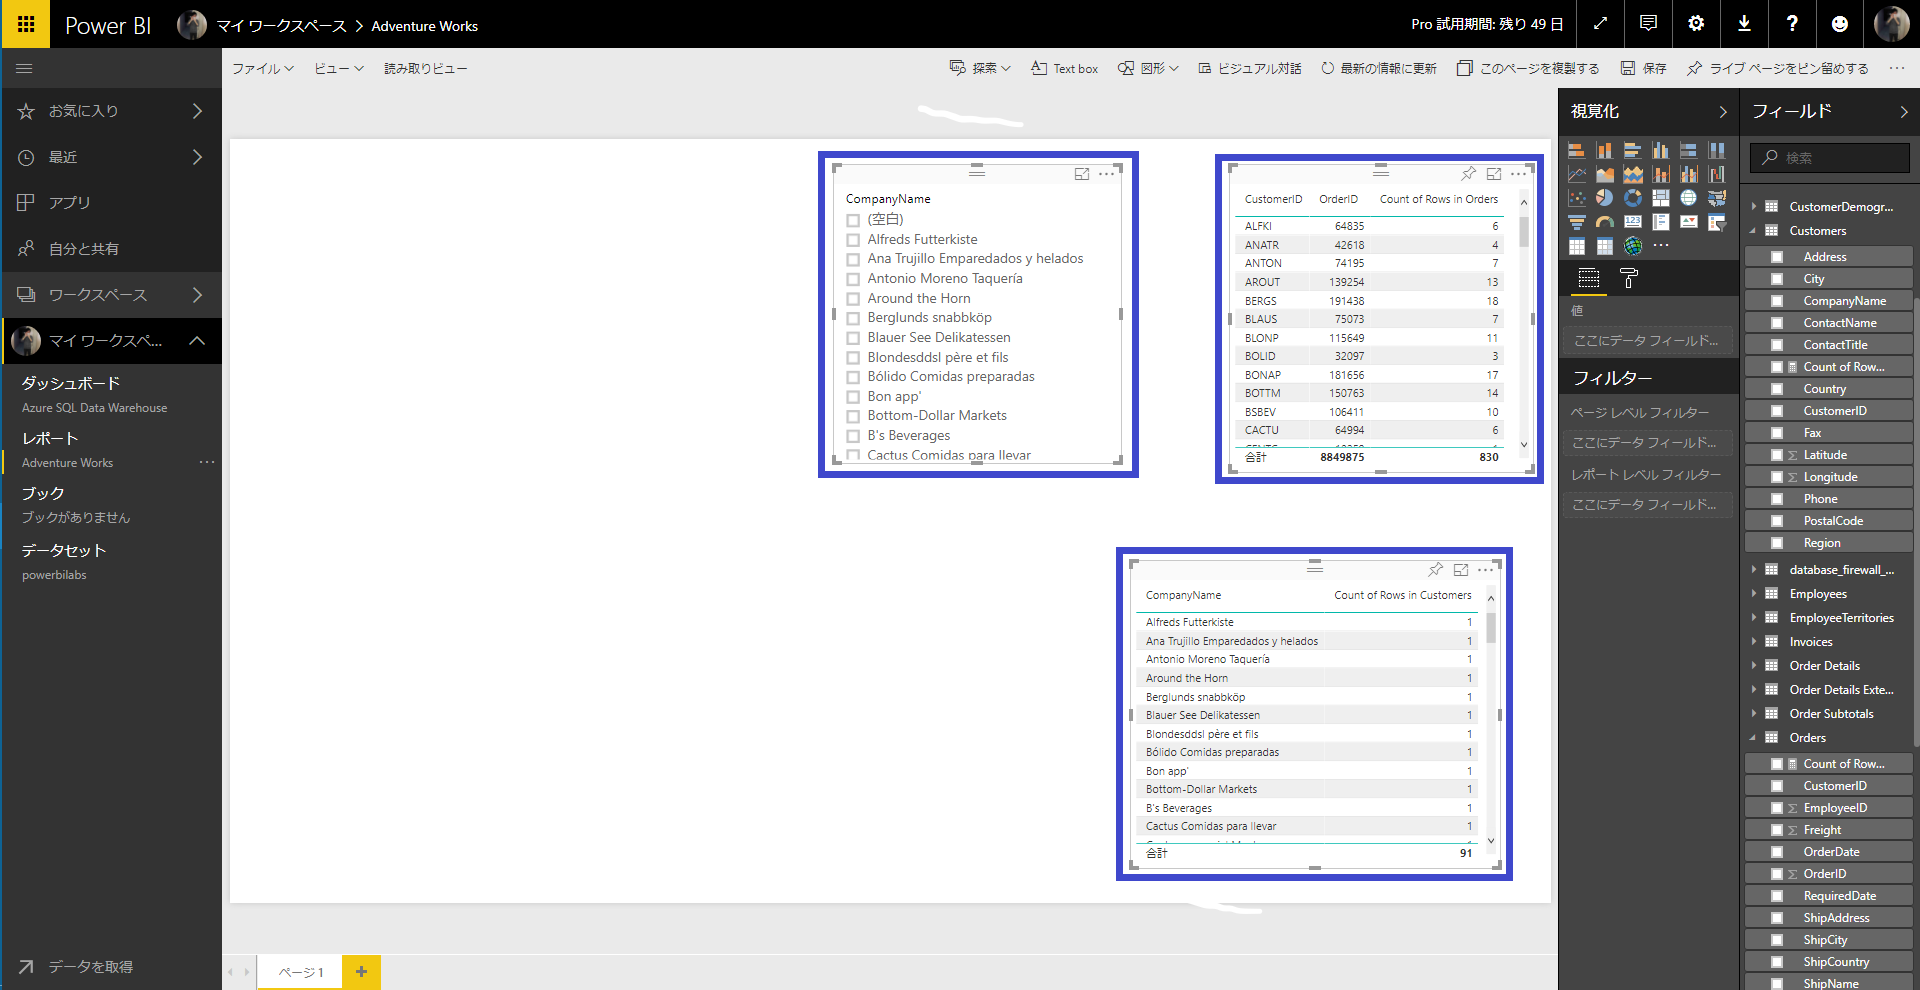 Power BI
マイ ワークスペース > Adventure Works
Pro 試用期間: 残り 49 日
ファイル
ビュー
読み取りビュー
探索
Text box
図形
ビジュアル対話
最新の情報に更新
このページを複製する
保存
ライブ ページをピン留めする
お気に入り
最近
アプリ
自分と共有
ワークスペース
マイ ワークスペ...
ダッシュボード
Azure SQL Data Warehouse
レポート
Adventure Works
ブック
ブックがありません
データセット
powerbilabs
データを取得
CompanyName
(空白)
Alfreds Futterkiste
Ana Trujillo Emparedados y helados
Antonio Moreno Taquería
Around the Horn
Berglunds snabbköp
Blauer See Delikatessen
Blondesddsl père et fils
Bólido Comidas preparadas
Bon app'
Bottom-Dollar Markets
B's Beverages
Cactus Comidas para llevar
CustomerID OrderID Count of Rows in Orders
ALFKI 64835 6
ANATR 42618 4
ANTON 74195 7
AROUT 139254 13
BERGS 191438 18
BLAUS 75073 7
BLONP 115649 11
BOLID 32097 3
BONAP 181656 17
BOTTM 150763 14
BSBEV 106411 10
CACTU 64994 6
合計 8849875 830
CompanyName Count of Rows in Customers
Alfreds Futterkiste 1
Ana Trujillo Emparedados y helados 1
Antonio Moreno Taquería 1
Around the Horn 1
Berglunds snabbköp 1
Blauer See Delikatessen 1
Blondesddsl père et fils 1
Bólido Comidas preparadas 1
Bon app' 1
Bottom-Dollar Markets 1
B's Beverages 1
Cactus Comidas para llevar 1
合計 91
ページ1
視覚化
123
値
ここにデータ フィールド...
フィルター
ページ レベル フィルター
ここにデータ フィールド...
レポート レベル フィルター
ここにデータ フィールド...
フィールド
検索
CustomerDemogr...
Customers
Address
City
CompanyName
ContactName
ContactTitle
Count of Row...
Country
CustomerID
Fax
Latitude
Longitude
Phone
PostalCode
Region
database_firewall_...
Employees
EmployeeTerritories
Invoices
Order Details
Order Details Exte...
Order Subtotals
Orders
Count of Row...
CustomerID
EmployeeID
Freight
OrderDate
OrderID
RequiredDate
ShipAddress
ShipCity
ShipCountry
ShipName